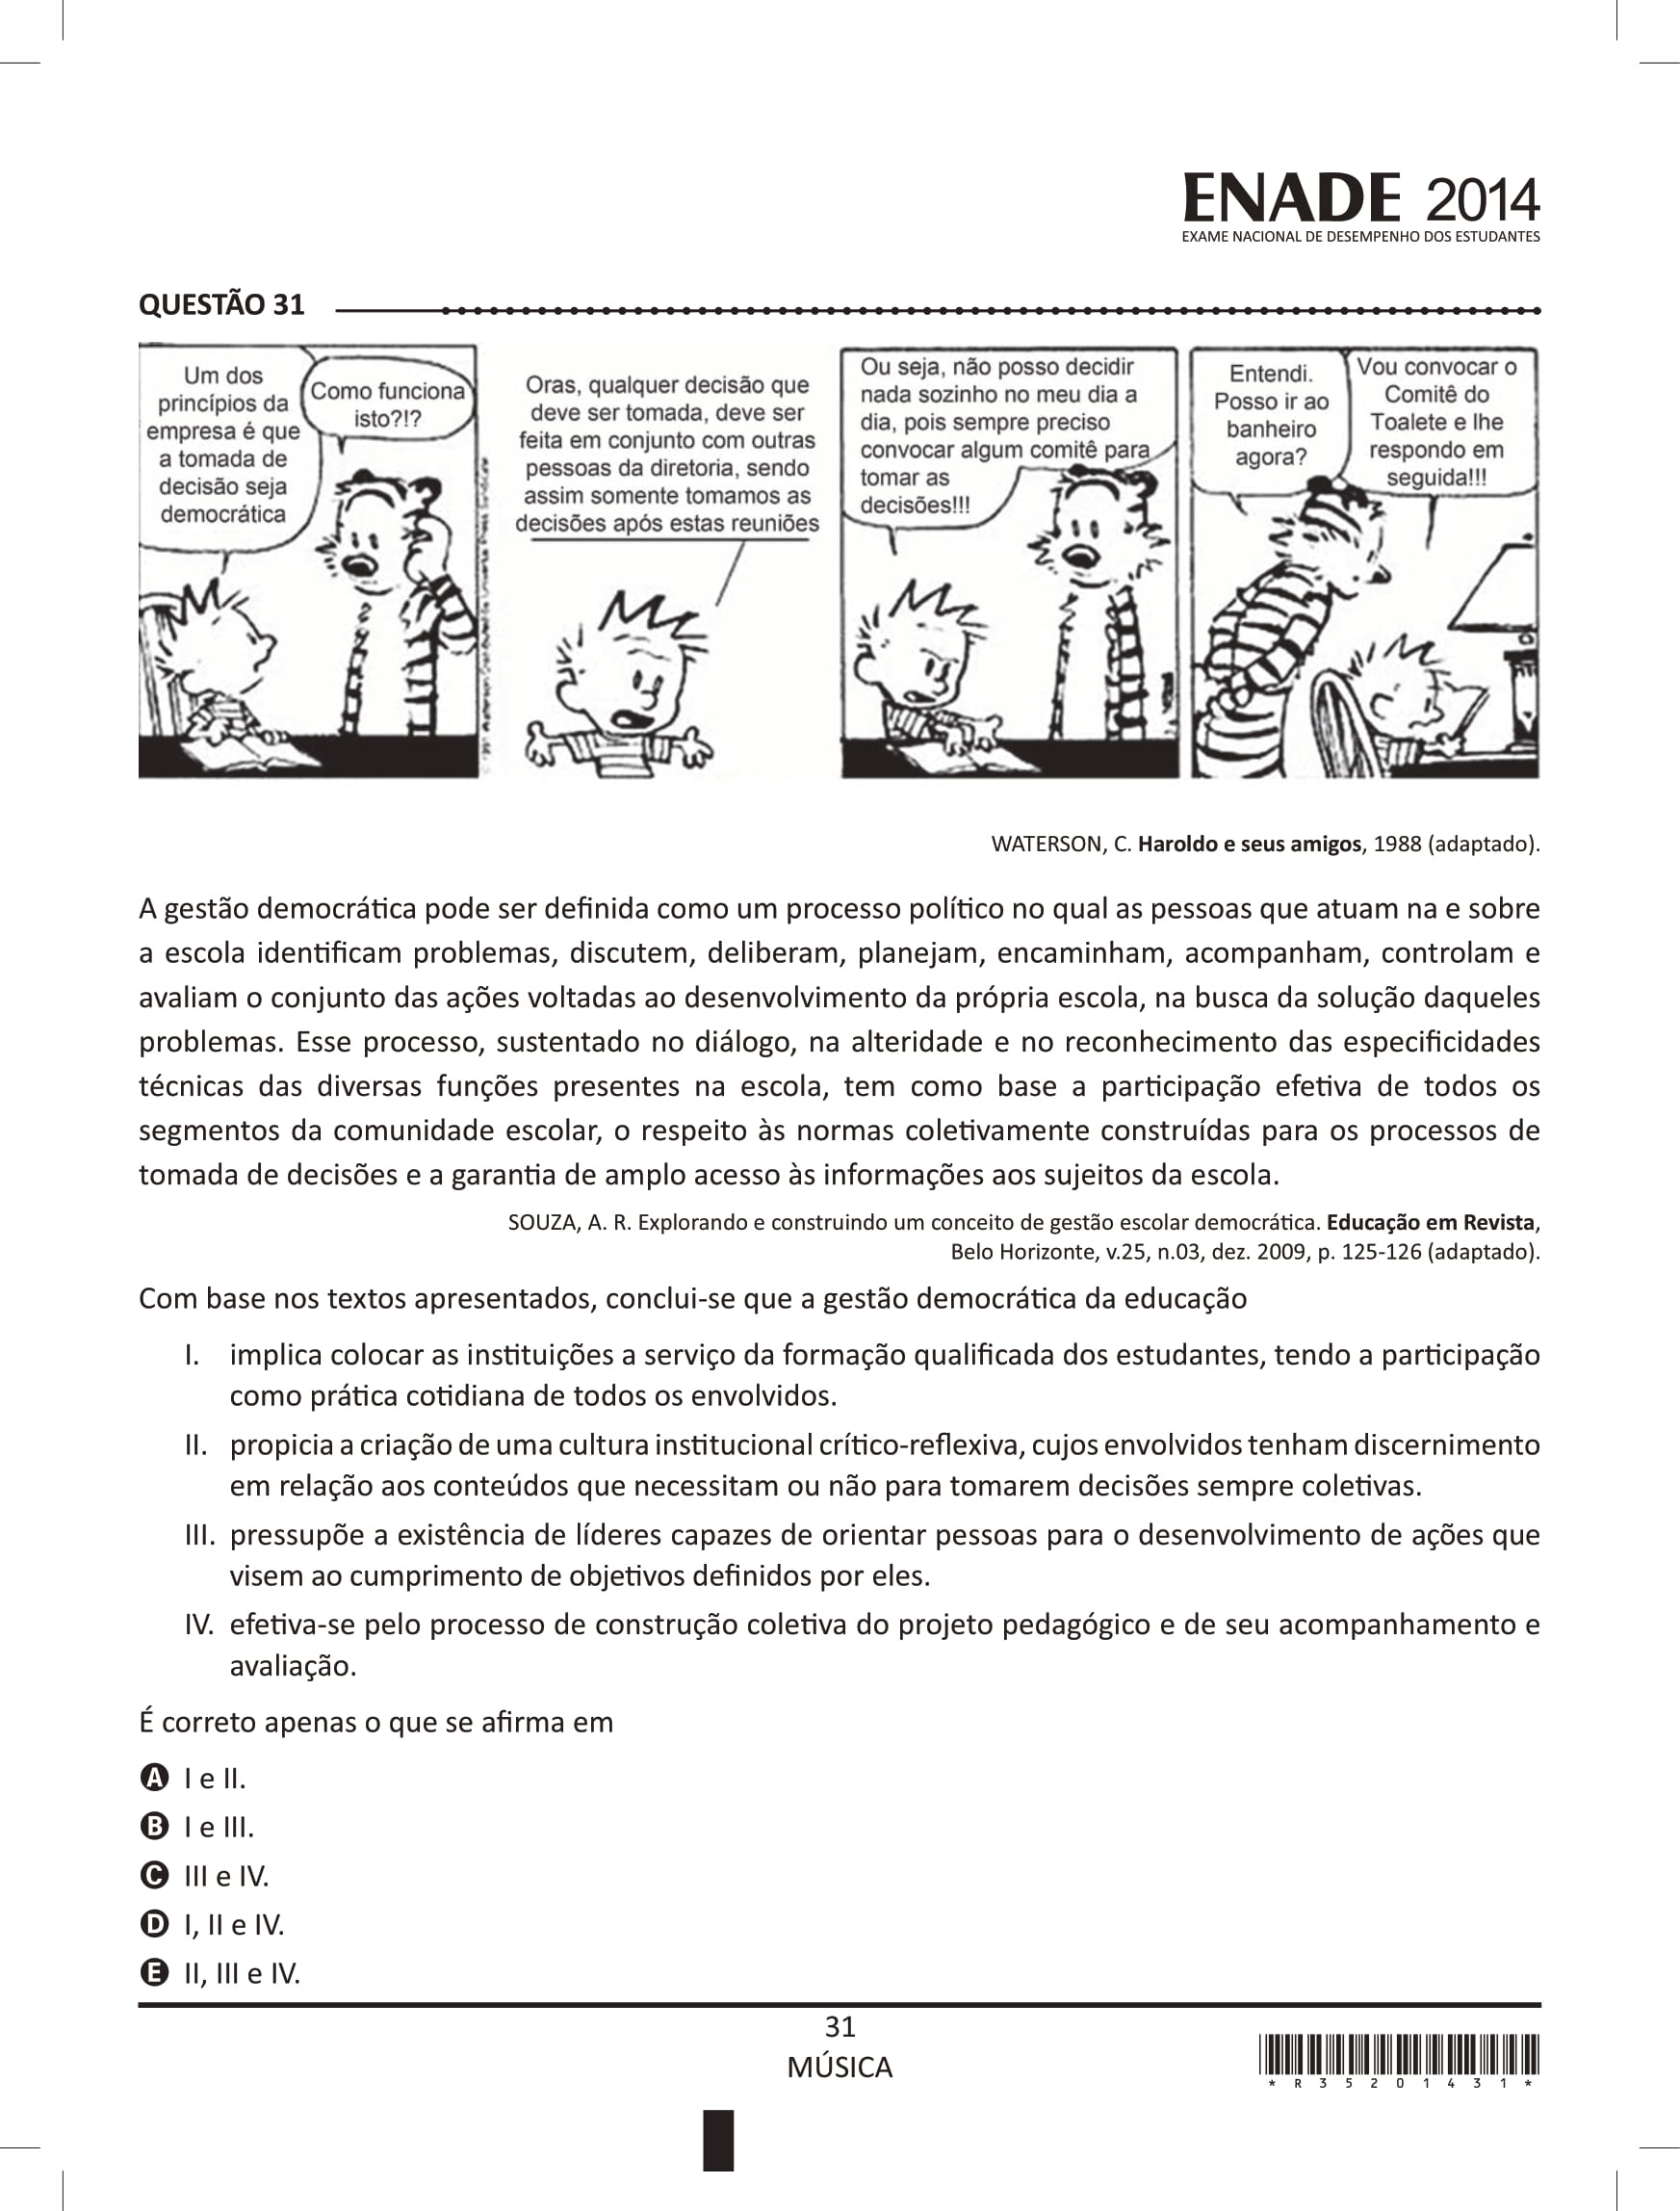 ENADE 2014
EXAME NACIONAL DE DESEMPENHO DOS ESTUDANTES
QUESTÃO 31
Um dos
princípios da
empresa é que
a tomada de
decisão seja
democrática
Como funciona
isto?!?
Oras, qualquer decisão que
deve ser tomada, deve ser
feita em conjunto com outras
pessoas da diretoria, sendo
assim somente tomamos as
decisões após estas reuniões
Ou seja, não posso decidir
nada sozinho no meu dia a
dia, pois sempre preciso
convocar algum comitê para
tomar as
decisões!!!
Entendi.
Posso ir ao
banheiro
agora?
Vou convocar o
Comitê do
Toalete e lhe
respondo em
seguida!!!
WATERSON, C. Haroldo e seus amigos, 1988 (adaptado).
A gestão democrática pode ser definida como um processo político no qual as pessoas que atuam na e sobre
a escola identificam problemas, discutem, deliberam, planejam, encaminham, acompanham, controlam e
avaliam o conjunto das ações voltadas ao desenvolvimento da própria escola, na busca da solução daqueles
problemas. Esse processo, sustentado no diálogo, na alteridade e no reconhecimento das especificidades
técnicas das diversas funções presentes na escola, tem como base a participação efetiva de todos os
segmentos da comunidade escolar, o respeito às normas coletivamente construídas para os processos de
tomada de decisões e a garantia de amplo acesso às informações aos sujeitos da escola.
SOUZA, A. R. Explorando e construindo um conceito de gestão escolar democrática. Educação em Revista,
Belo Horizonte, v.25, n.03, dez. 2009, p. 125-126 (adaptado).
Com base nos textos apresentados, conclui-se que a gestão democrática da educação
I. implica colocar as instituições a serviço da formação qualificada dos estudantes, tendo a participação
como prática cotidiana de todos os envolvidos.
II. propicia a criação de uma cultura institucional crítico-reflexiva, cujos envolvidos tenham discernimento
em relação aos conteúdos que necessitam ou não para tomarem decisões sempre coletivas.
III. pressupõe a existência de líderes capazes de orientar pessoas para o desenvolvimento de ações que
visem ao cumprimento de objetivos definidos por eles.
IV. efetiva-se pelo processo de construção coletiva do projeto pedagógico e de seu acompanhamento e
avaliação.
É correto apenas o que se afirma em
A I e II.
B I e III.
C III e IV.
D I, II e IV.
E II, III e IV.
31
MÚSICA
* R 3 5 2 0 1 4 3 1 *